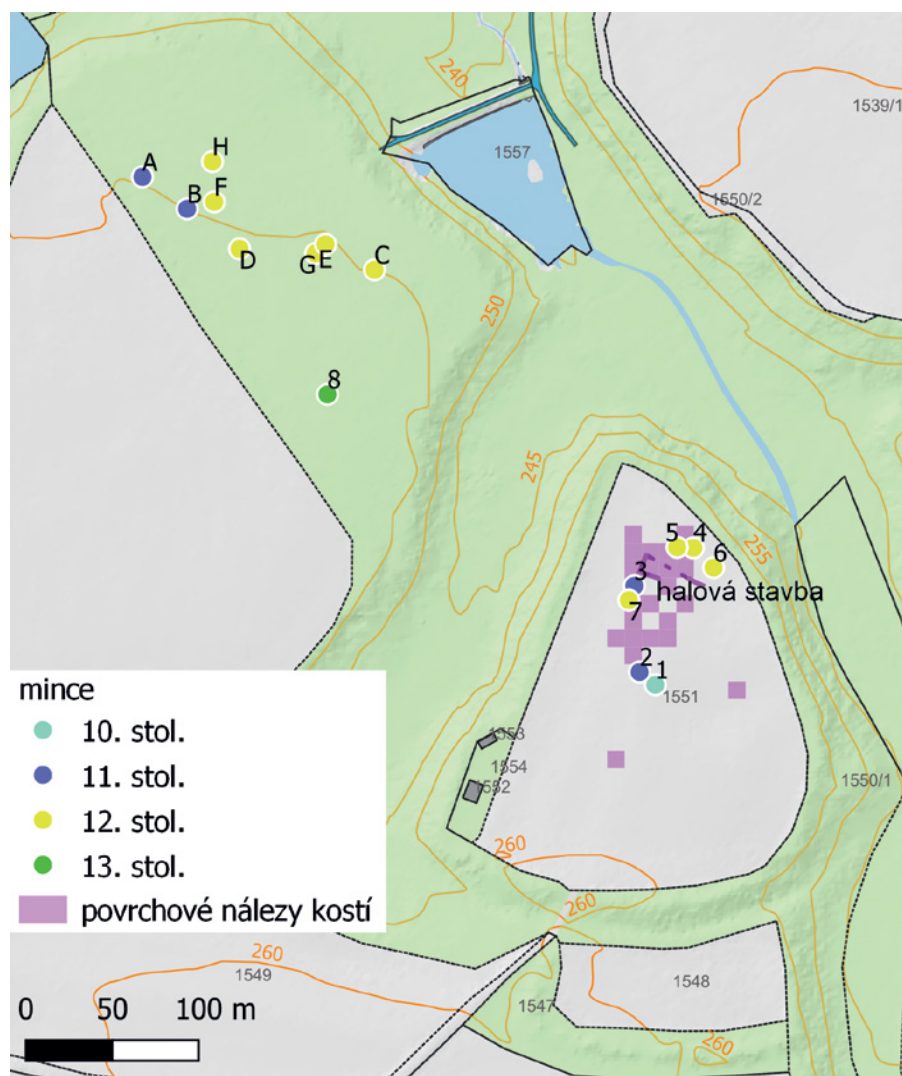 240
1539/1
1557
H
A
F
B
1550/2
E
D
G
C
250
8
245
5
4
255
6
3
halová stavba
7
2
1
1551
mince
10. stol.
11. stol.
12. stol.
13. stol.
povrchové nálezy kostí
1553
1554
1552
1550/1
260
260
260
1549
1548
1547
260
0 50 100 m